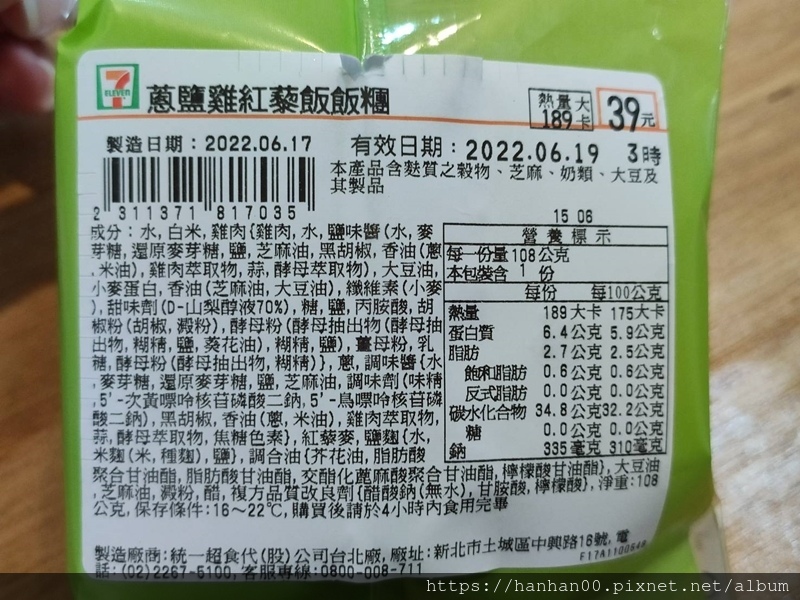 7
ELEVEN
蔥鹽雞紅藜飯飯糰
熱量大
189卡
39元
製造日期:2022.06.17
有效日期:2022.06.19 3時
本產品含麩質之穀物、芝麻、奶類、大豆及
其製品
2 311371 817035
15 06
成分:水,白米,雞肉{雞肉,水,鹽味醬(水,麥
芽糖,還原麥芽糖,鹽,芝麻油,黑胡椒,香油(蔥
,米油),雞肉萃取物,蒜,酵母萃取物),大豆油,
小麥蛋白,香油(芝麻油,大豆油),纖維素(小麥
),甜味劑(D-山梨醇液70%),糖,鹽,丙胺酸,胡
椒粉(胡椒,澱粉),酵母粉(酵母抽出物(酵母抽
出物,糊精,鹽,葵花油),糊精,鹽),薑母粉,乳
糖,酵母粉(酵母抽出物,糊精)},蔥,調味醬{水
,麥芽糖,還原麥芽糖,鹽,芝麻油,調味劑(味精
,5'-次黃嘌呤核苷磷酸二鈉,5'-鳥嘌呤核苷磷
酸二鈉),黑胡椒,香油(蔥,米油),雞肉萃取物,
蒜,酵母萃取物,焦糖色素},紅藜麥,鹽麴{水,
米麴(米,種麴),鹽},調合油{芥花油,脂肪酸
聚合甘油酯,脂肪酸甘油酯,交酯化蓖麻酸聚合甘油酯,檸檬酸甘油酯},大豆油
,芝麻油,澱粉,醋,複方品質改良劑{醋酸鈉(無水),甘胺酸,檸檬酸},淨重:108
公克,保存條件:16~22℃,購買後請於4小時內食用完畢
營養標示
每一份量108公克
本包裝含 1 份
每份 每100公克
熱量 189大卡 175大卡
蛋白質 6.4公克 5.9公克
脂肪 2.7公克 2.5公克
飽和脂肪 0.6公克 0.6公克
反式脂肪 0.0公克 0.0公克
碳水化合物 34.8公克 32.2公克
糖 0.0公克 0.0公克
鈉 335毫克 310毫克
製造廠商:統一超食代(股)公司台北廠,廠址:新北市土城區中興路16號,電
話:(02)2267-5100,客服專線:0800-008-711
https://hanhan00.pixnet.net/album